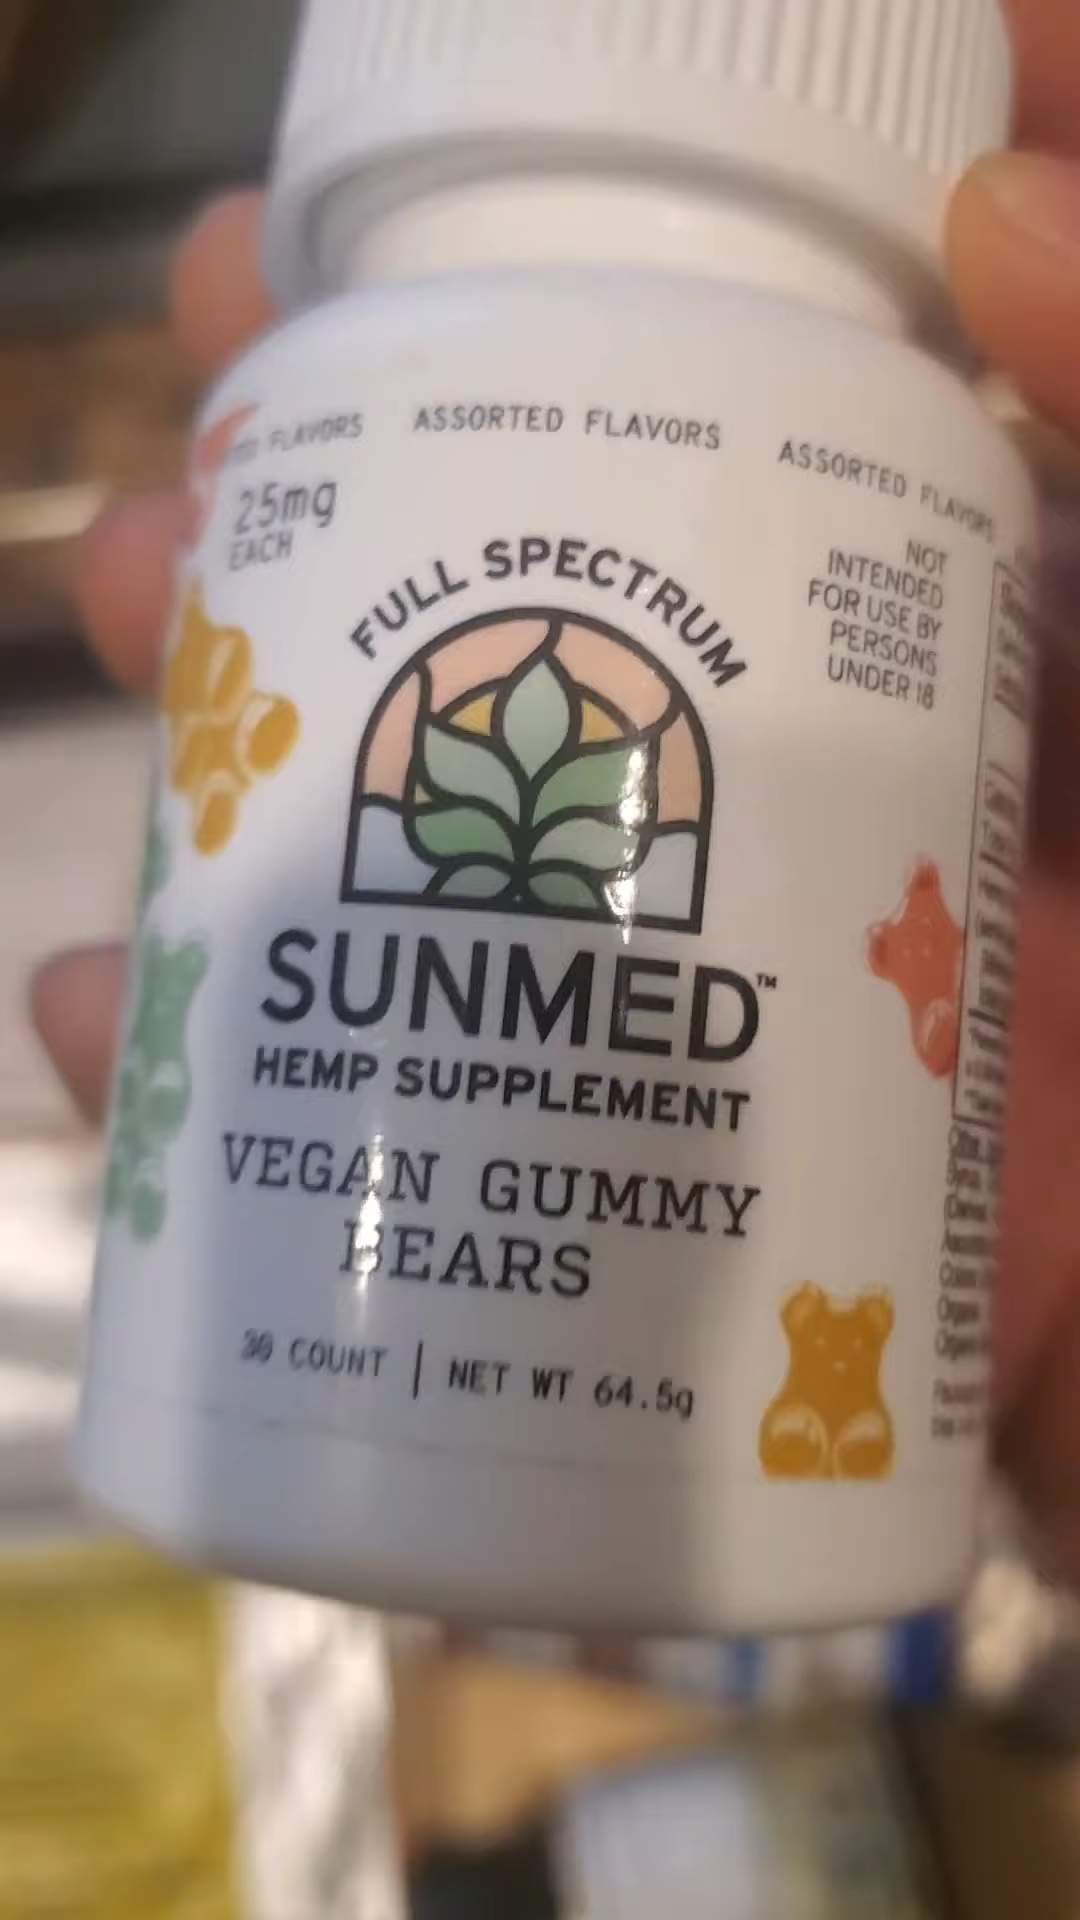 FLAVORS ASSORTED FLAVORS ASSORTED FLAVORS
25mg
EACH
NOT
INTENDED
FOR USE BY
PERSONS
UNDER 18
FULL SPECTRUM
SUNMED™
HEMP SUPPLEMENT
VEGAN GUMMY
BEARS
30 COUNT | NET WT 64.5g